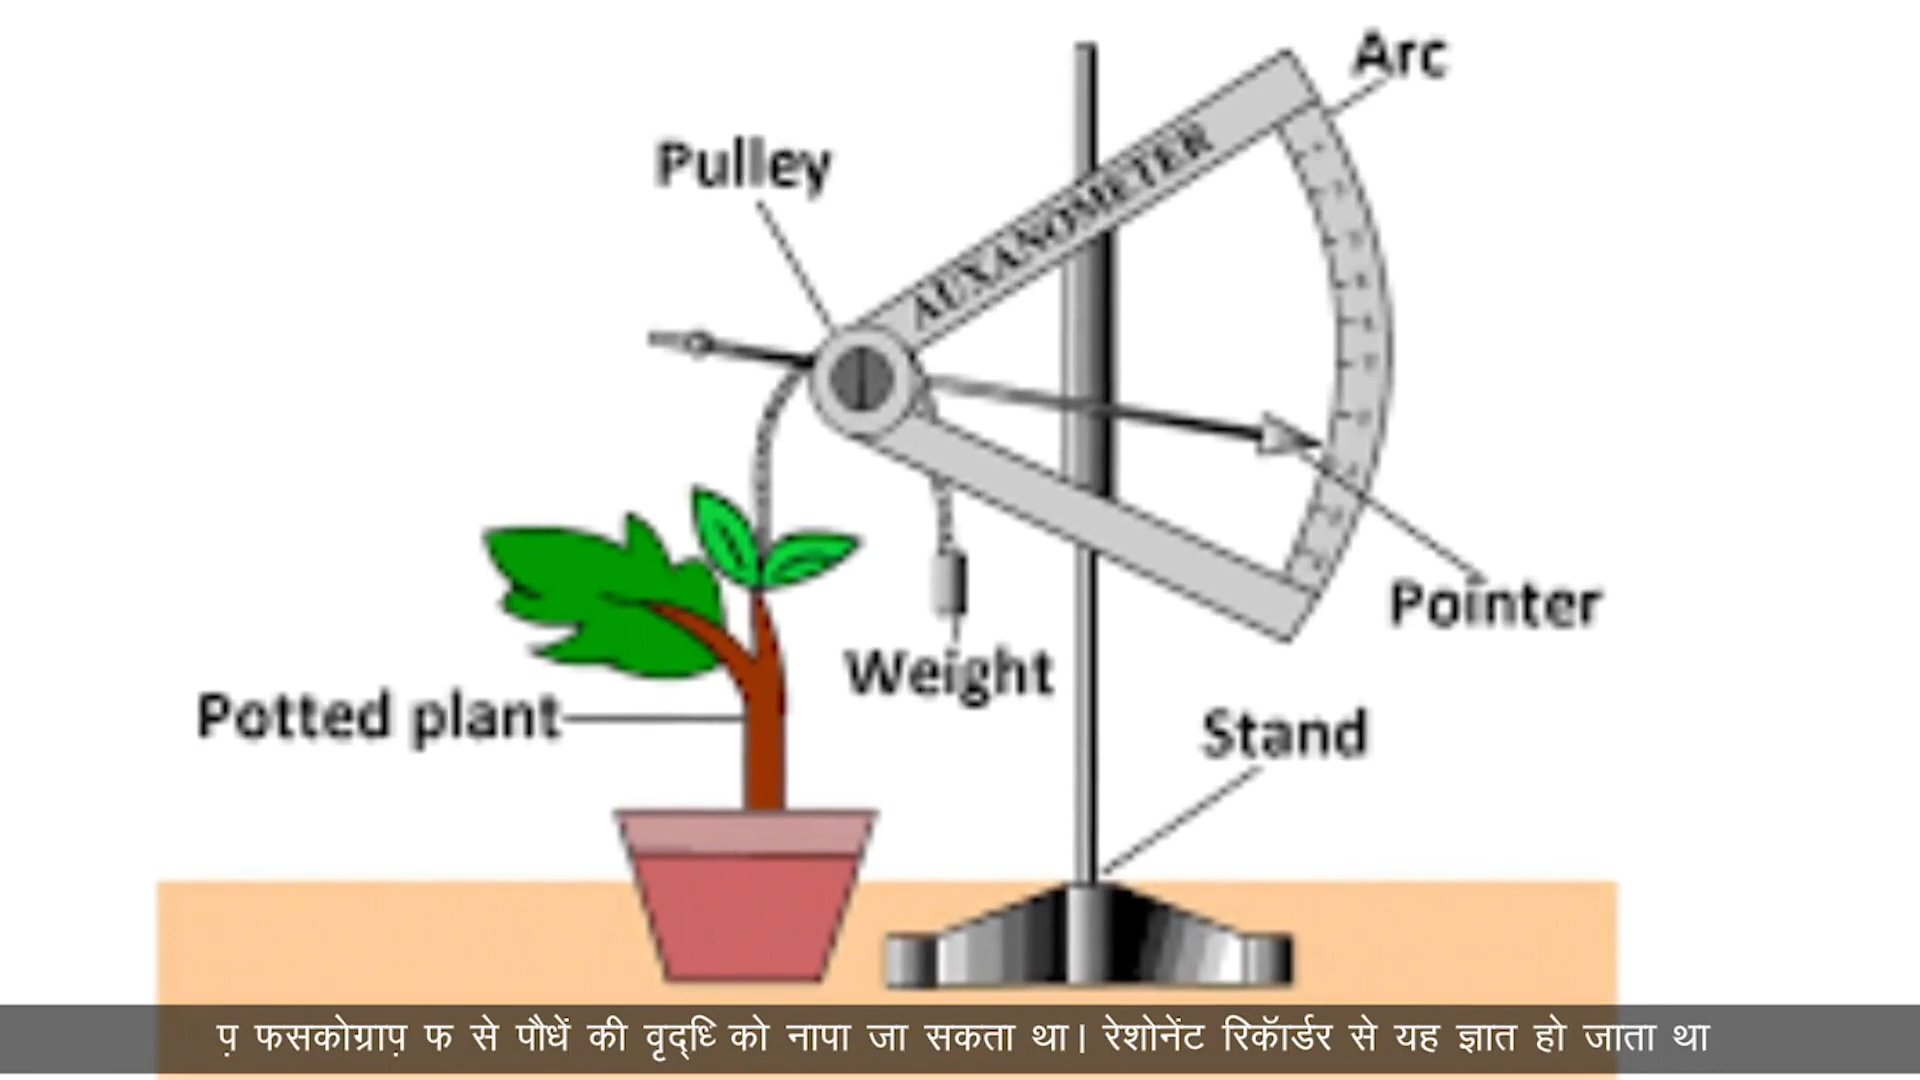 Arc
Pulley
AUXANOMETER
Pointer
Weight
Potted plant
Stand
प़ फसकोग्राप़ फ से पौधें की वृद्धि को नापा जा सकता था। रेशोनेंट रिकॅार्डर से यह ज्ञात हो जाता था